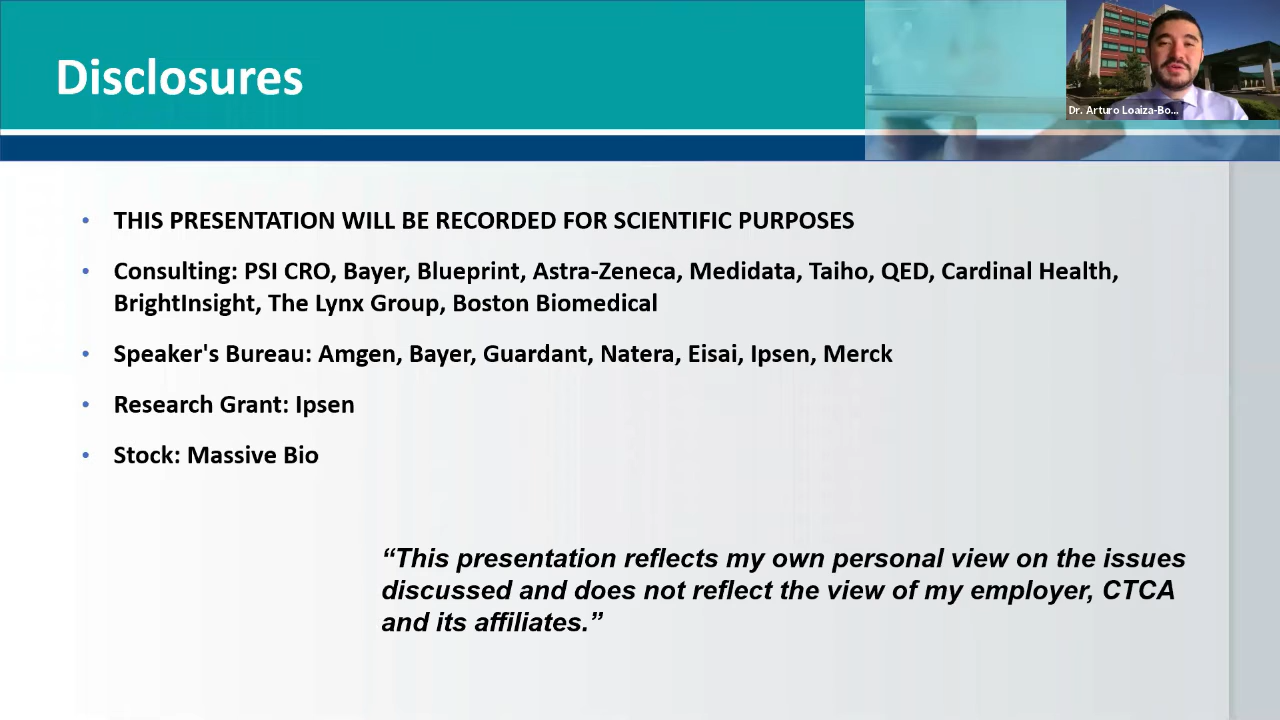 Disclosures
Dr. Arturo Loaiza-Bo...
• THIS PRESENTATION WILL BE RECORDED FOR SCIENTIFIC PURPOSES
• Consulting: PSI CRO, Bayer, Blueprint, Astra-Zeneca, Medidata, Taiho, QED, Cardinal Health,
BrightInsight, The Lynx Group, Boston Biomedical
• Speaker's Bureau: Amgen, Bayer, Guardant, Natera, Eisai, Ipsen, Merck
• Research Grant: Ipsen
• Stock: Massive Bio
“This presentation reflects my own personal view on the issues
discussed and does not reflect the view of my employer, CTCA
and its affiliates.”